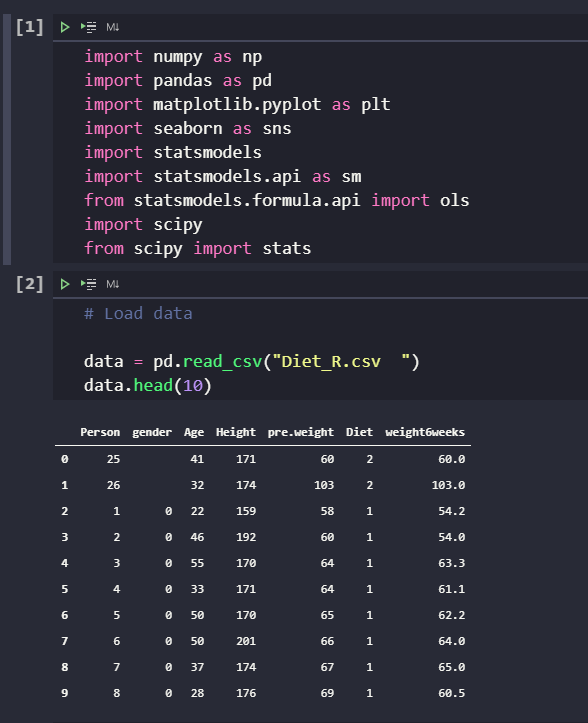 [1] M↓
import numpy as np
import pandas as pd
import matplotlib.pyplot as plt
import seaborn as sns
import statsmodels
import statsmodels.api as sm
from statsmodels.formula.api import ols
import scipy
from scipy import stats
[2] M↓
# Load data
data = pd.read_csv("Diet_R.csv  ")
data.head(10)
Person gender Age Height pre.weight Diet weight6weeks
0 25 41 171 60 2 60.0
1 26 32 174 103 2 103.0
2 1 0 22 159 58 1 54.2
3 2 0 46 192 60 1 54.0
4 3 0 55 170 64 1 63.3
5 4 0 33 171 64 1 61.1
6 5 0 50 170 65 1 62.2
7 6 0 50 201 66 1 64.0
8 7 0 37 174 67 1 65.0
9 8 0 28 176 69 1 60.5